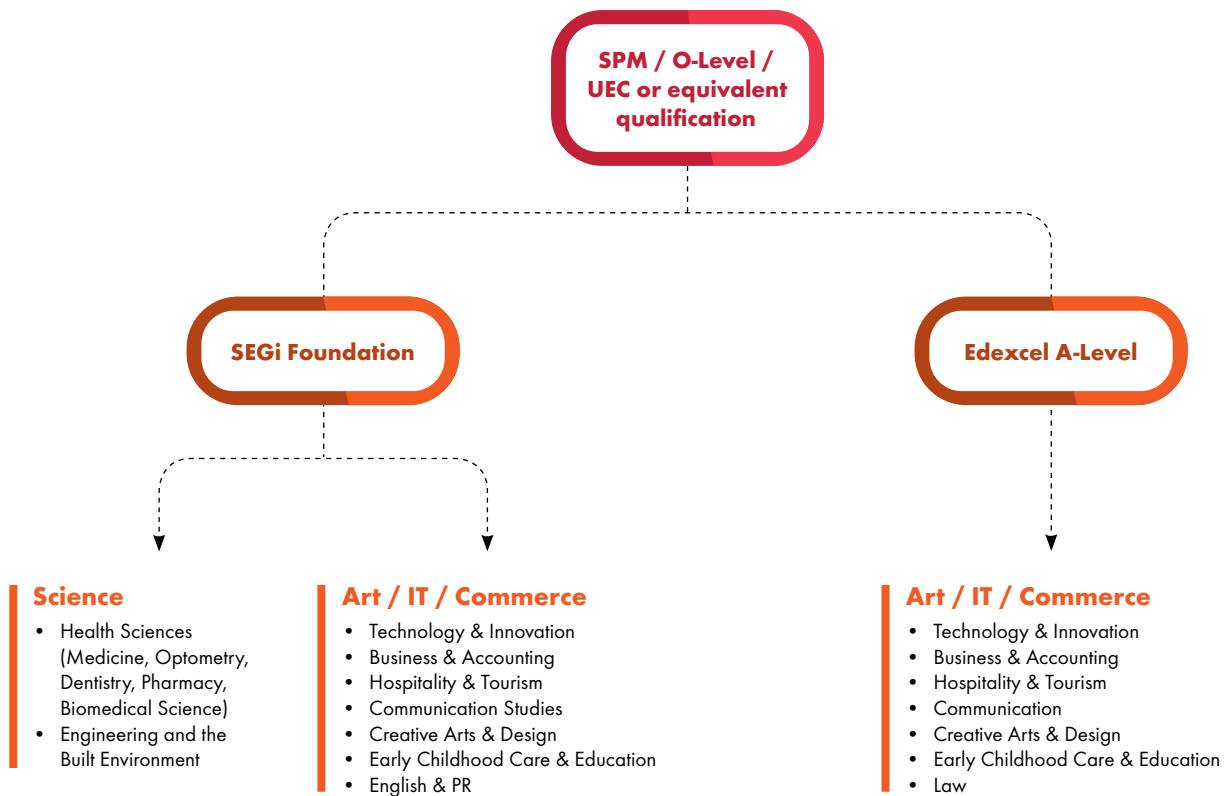 SPM / O-Level /
UEC or equivalent
qualification
SEGi Foundation
Edexcel A-Level
Science
• Health Sciences
(Medicine, Optometry,
Dentistry, Pharmacy,
Biomedical Science)
• Engineering and the
Built Environment
Art / IT / Commerce
• Technology & Innovation
• Business & Accounting
• Hospitality & Tourism
• Communication Studies
• Creative Arts & Design
• Early Childhood Care & Education
• English & PR
Art / IT / Commerce
• Technology & Innovation
• Business & Accounting
• Hospitality & Tourism
• Communication
• Creative Arts & Design
• Early Childhood Care & Education
• Law